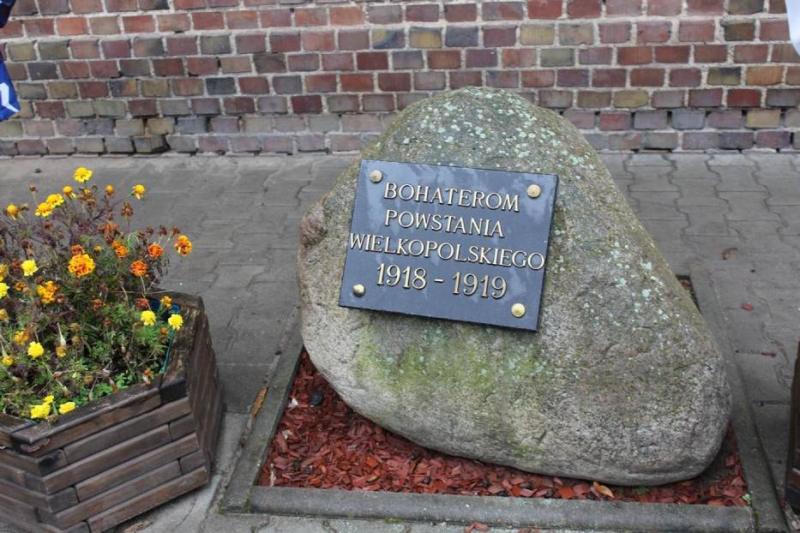 BOHATEROM
POWSTANIA
WIELKOPOLSKIEGO
1918 - 1919